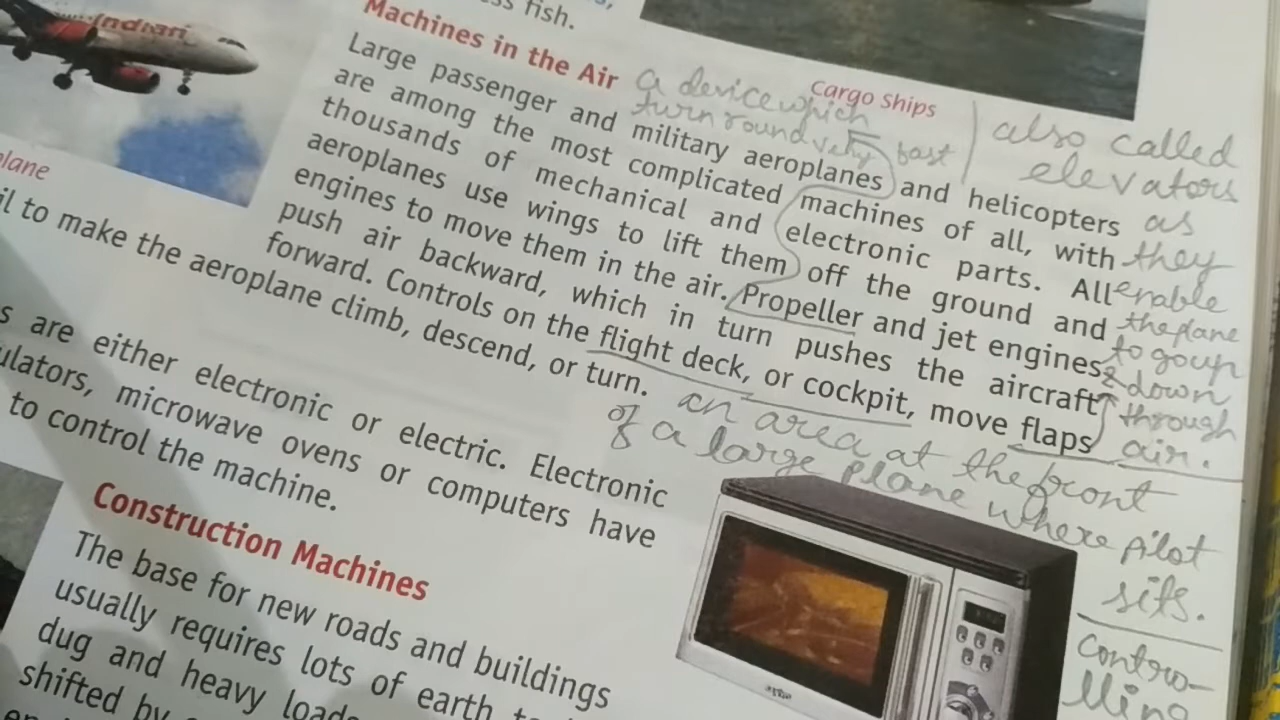 ss fish.
Indian
Cargo Ships
plane
Machines in the Air
Large passenger and military aeroplanes and helicopters
are among the most complicated machines of all, with
thousands of mechanical and electronic parts. All
aeroplanes use wings to lift them off the ground and
engines to move them in the air. Propeller and jet engines
push air backward, which in turn pushes the aircraft
forward. Controls on the flight deck, or cockpit, move flaps
il to make the aeroplane climb, descend, or turn.
a device which
turn round very fast
also called
elevators
as
they
enable
the plane
to go up
& down
through
air.
an area at the front
of a large plane where pilot
sits.
contro-
lling
s are either electronic or electric. Electronic
ulators, microwave ovens or computers have
to control the machine.
Construction Machines
The base for new roads and buildings
usually requires lots of earth
dug and heavy
shifted by